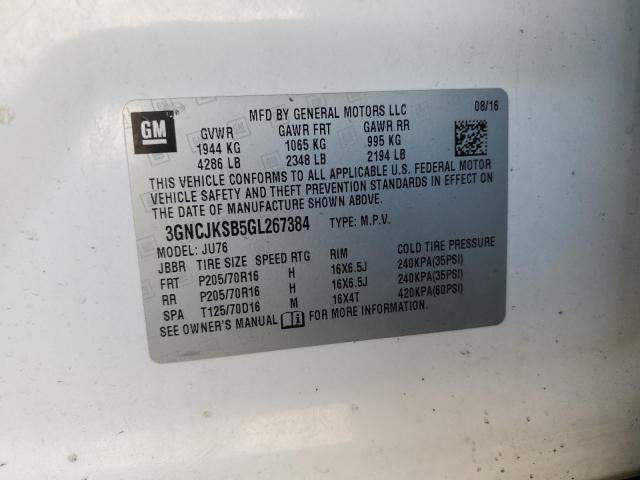 GM
MFD BY GENERAL MOTORS LLC 08/16
GVWR GAWR FRT GAWR RR
1944 KG 1065 KG 995 KG
4286 LB 2348 LB 2194 LB
THIS VEHICLE CONFORMS TO ALL APPLICABLE U.S. FEDERAL MOTOR
VEHICLE SAFETY AND THEFT PREVENTION STANDARDS IN EFFECT ON
THE DATE OF MANUFACTURE SHOWN ABOVE.
3GNCJKSB5GL267384 TYPE: M.P.V.
MODEL: JU76
JBBR TIRE SIZE SPEED RTG RIM COLD TIRE PRESSURE
FRT P205/70R16 H 16X6.5J 240KPA(35PSI)
RR P205/70R16 H 16X6.5J 240KPA(35PSI)
SPA T125/70D16 M 16X4T 420KPA(60PSI)
SEE OWNER'S MANUAL FOR MORE INFORMATION.